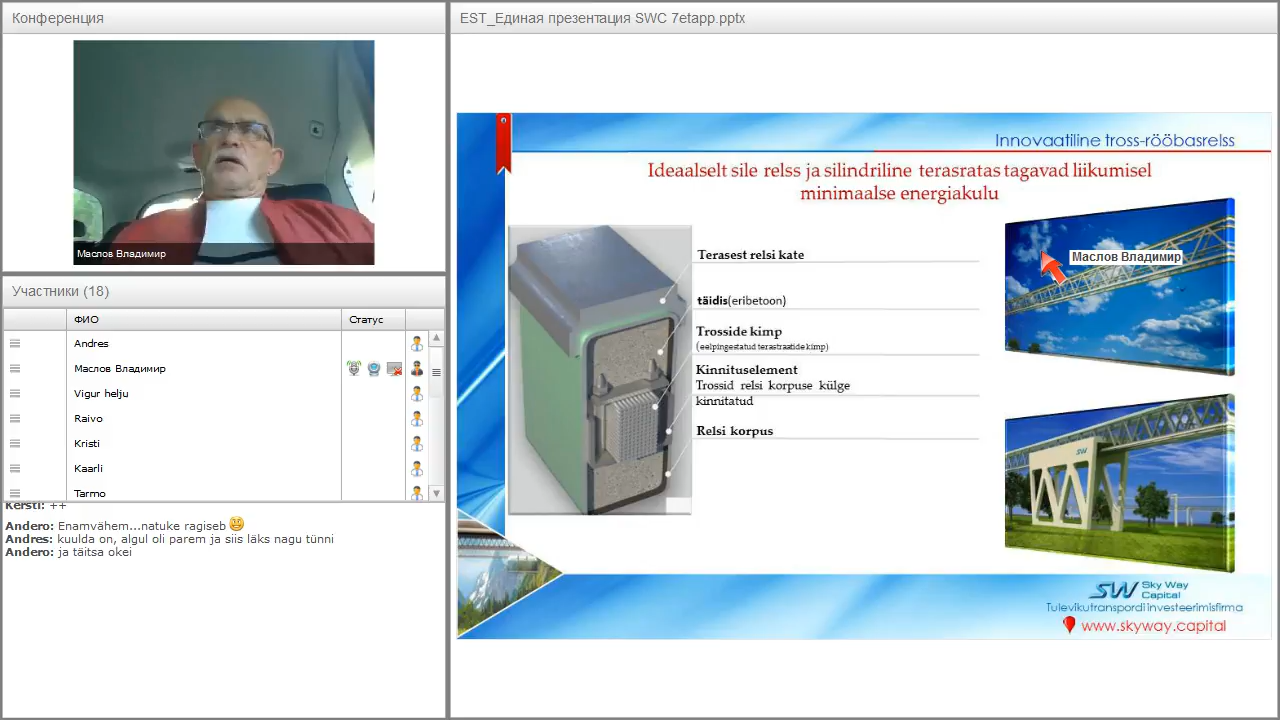 Конференция
Маслов Владимир
Участники (18)
ФИО
Статус
Andres
Маслов Владимир
Vigur helju
Raivo
Kristi
Kaarli
Tarmo
Kersti: ++
Andero: Enamvähem...natuke ragiseb
Andres: kuulda on, algul oli parem ja siis läks nagu tünni
Andero: ja täitsa okei
EST_Единая презентация SWC 7etapp.pptx
Innovaatiline tross-rööbasrelss
Ideaalselt sile relss ja silindriline terasratas tagavad liikumisel
minimaalse energiakulu
Terasest relsi kate
täidis(eribetoon)
Trosside kimp
(eelpingestatud terastraatide kimp)
Kinnituselement
Trossid relsi korpuse külge
kinnitatud
Relsi korpus
Маслов Владимир
SW
SW Sky Way
Capital
Tulevikutranspordi investeerimisfirma
www.skyway.capital